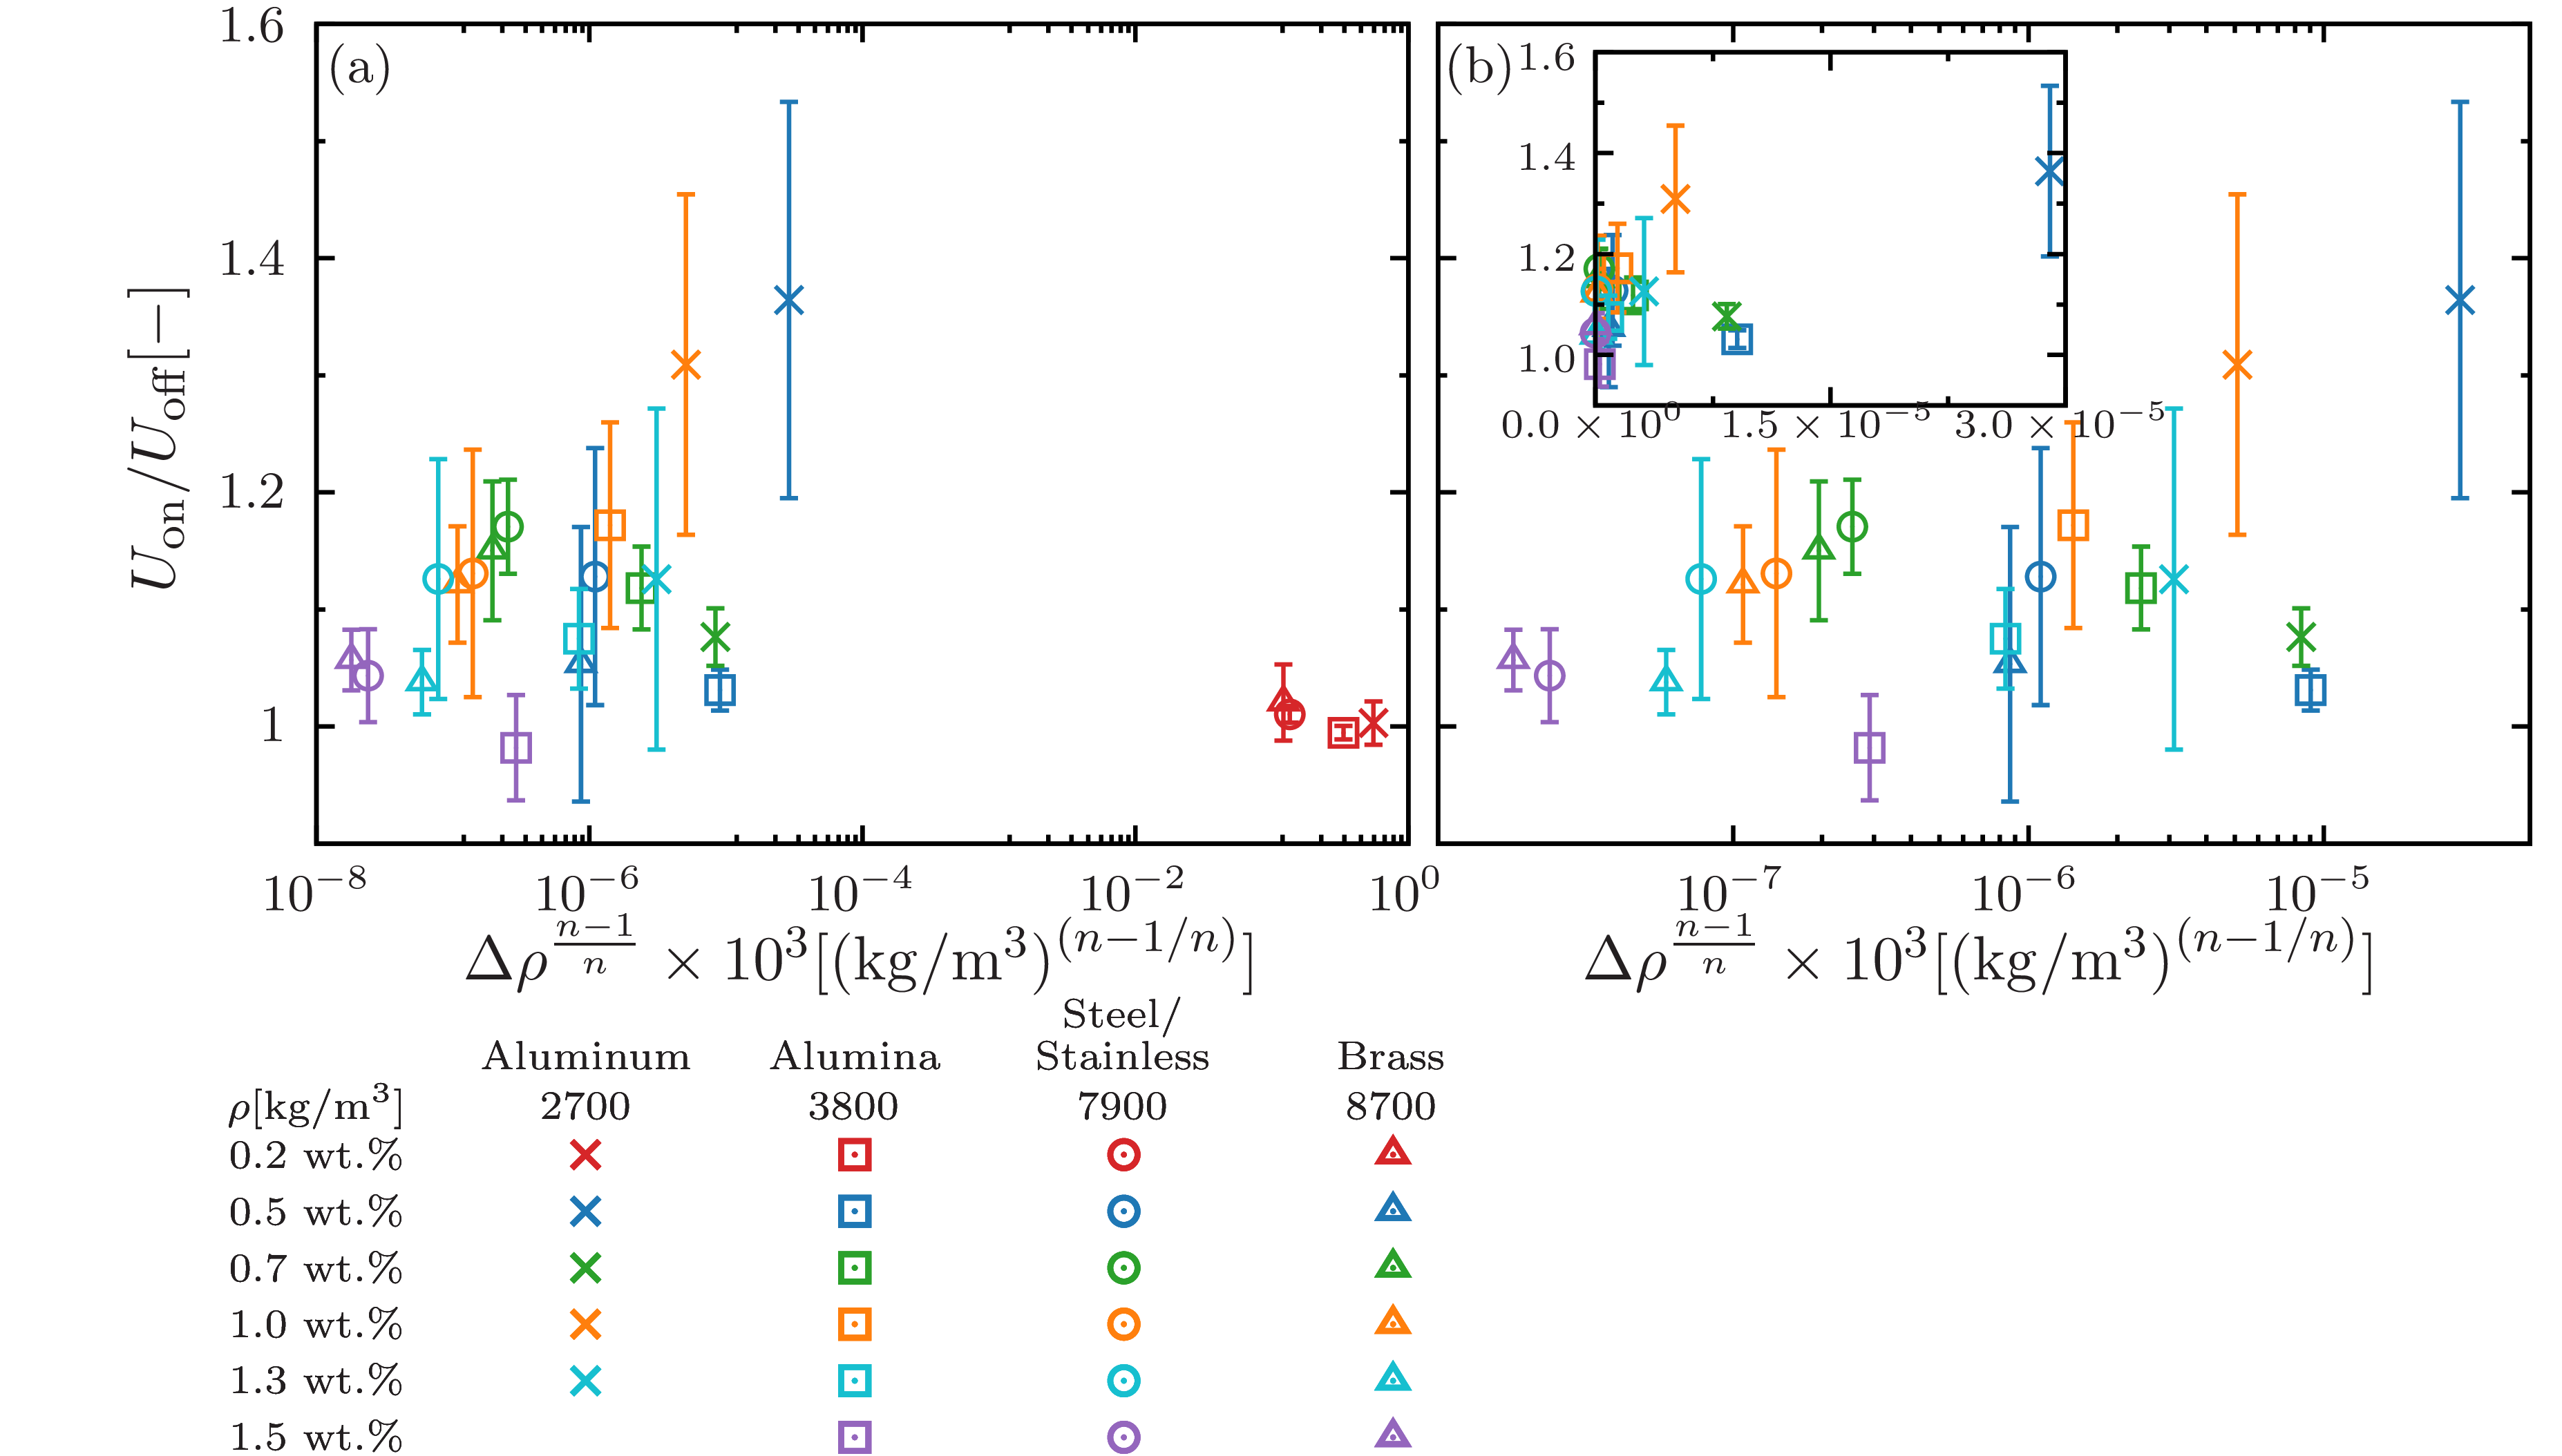 (a)
1.6
1.4
1.2
1
U_on/U_off[−]
10^−8 10^−6 10^−4 10^−2 10^0
Δρ^{\frac{n−1}{n}} × 10^3[(kg/m^3)^(n−1/n)]
(b)
1.6
1.4
1.2
1.0
0.0 × 10^0 1.5 × 10^−5 3.0 × 10^−5
10^−7 10^−6 10^−5
Δρ^{\frac{n−1}{n}} × 10^3[(kg/m^3)^(n−1/n)]
Steel/
Aluminum Alumina Stainless Brass
ρ[kg/m^3] 2700 3800 7900 8700
0.2 wt.%
0.5 wt.%
0.7 wt.%
1.0 wt.%
1.3 wt.%
1.5 wt.%